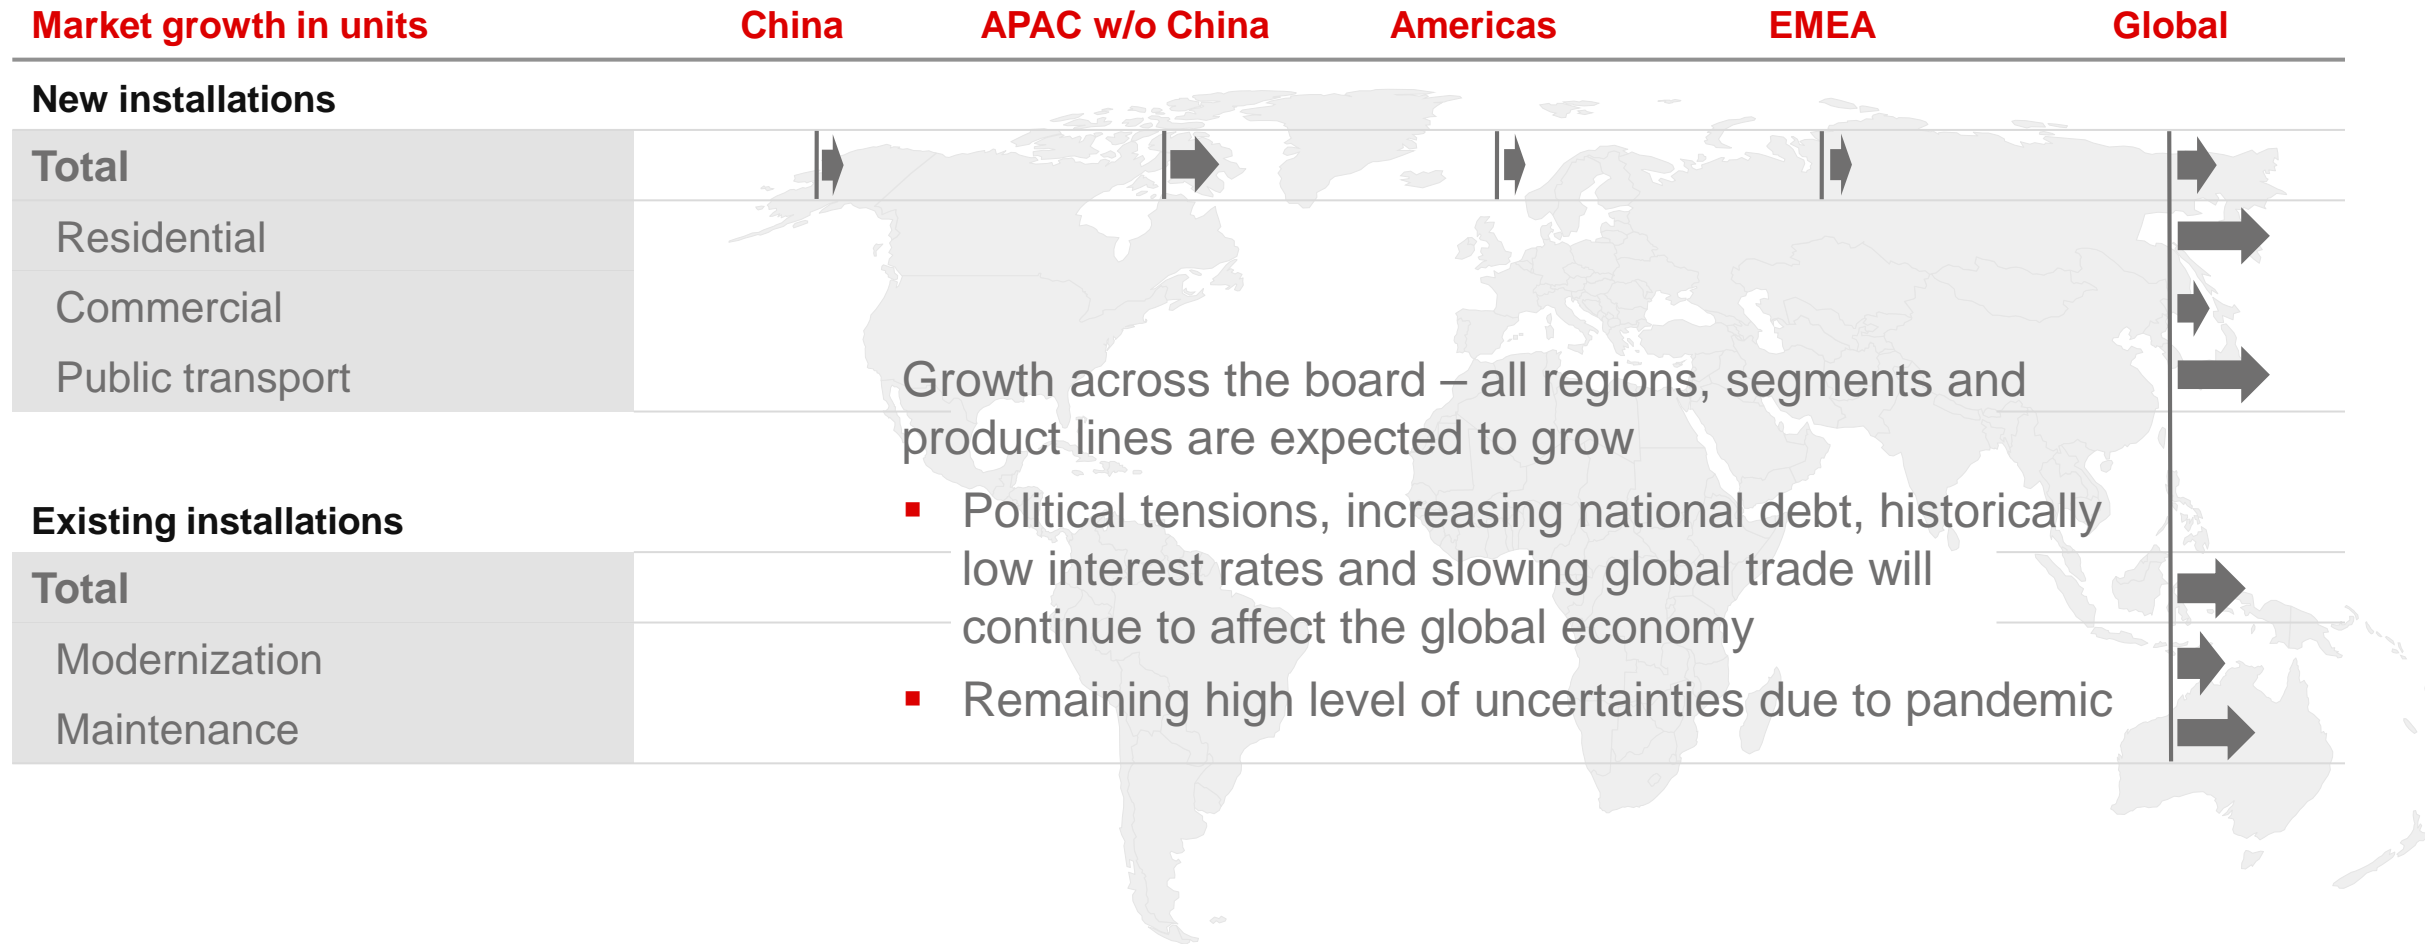 Market growth in units China APAC w/o China Americas EMEA Global
New installations
Total
Residential
Commercial
Public transport
Growth across the board – all regions, segments and
product lines are expected to grow
▪ Political tensions, increasing national debt, historically
low interest rates and slowing global trade will
continue to affect the global economy
▪ Remaining high level of uncertainties due to pandemic
Existing installations
Total
Modernization
Maintenance